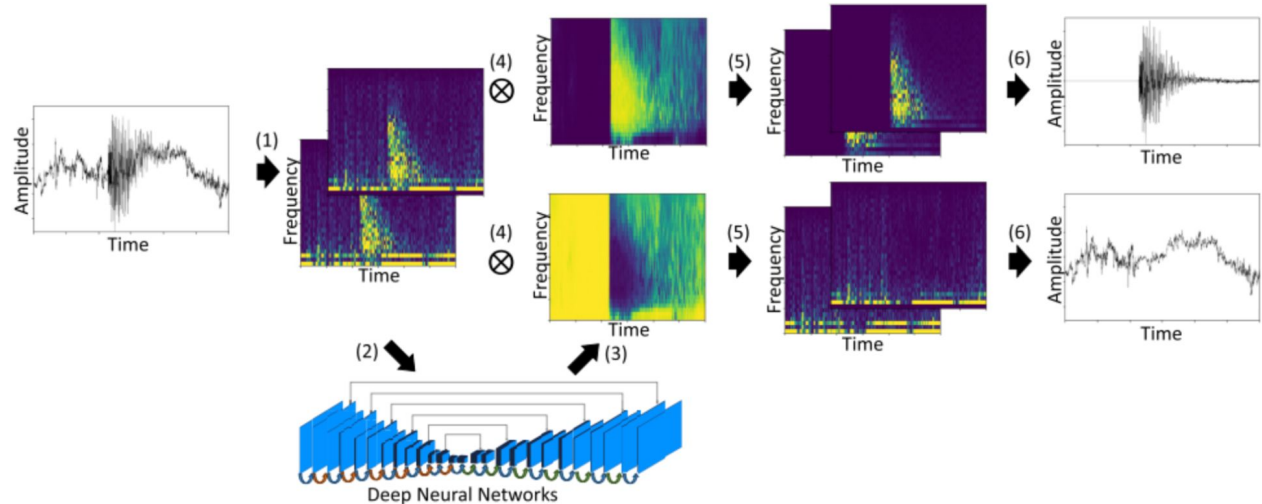 Amplitude
Time
(1)
Frequency
Time
Frequency
(4)
Frequency
Time
(5)
Frequency
Time
(6)
Amplitude
Time
(4)
Frequency
Time
(5)
Frequency
Time
(6)
Amplitude
Time
(2)
(3)
Deep Neural Networks